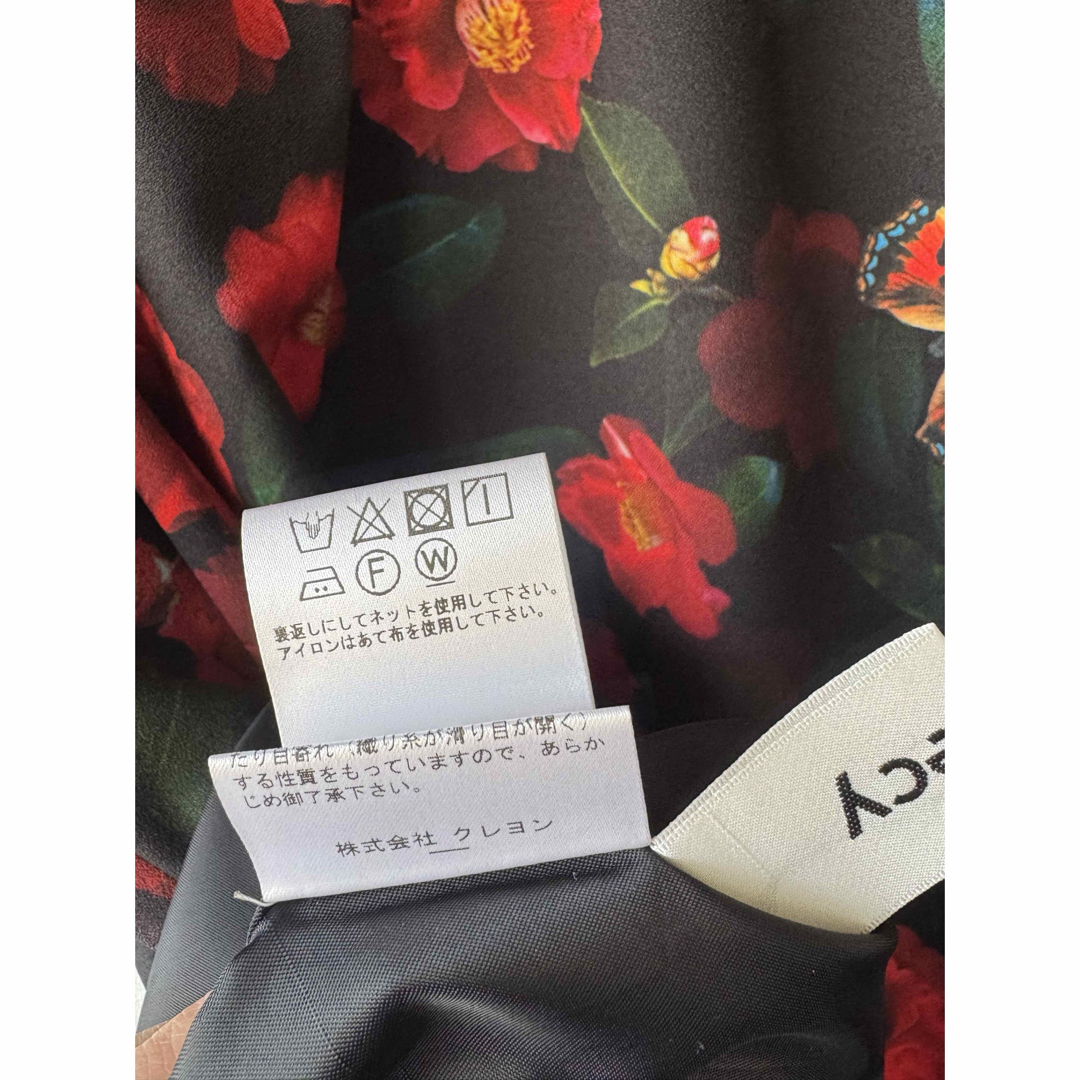 F W
裏返しにしてネットを使用して下さい。
アイロンはあて布を使用して下さい。
たり目寄れ（織り糸が滑り目が開く）
する性質をもっていますので、あらか
じめ御了承下さい。
株式会社 クレヨン
cy